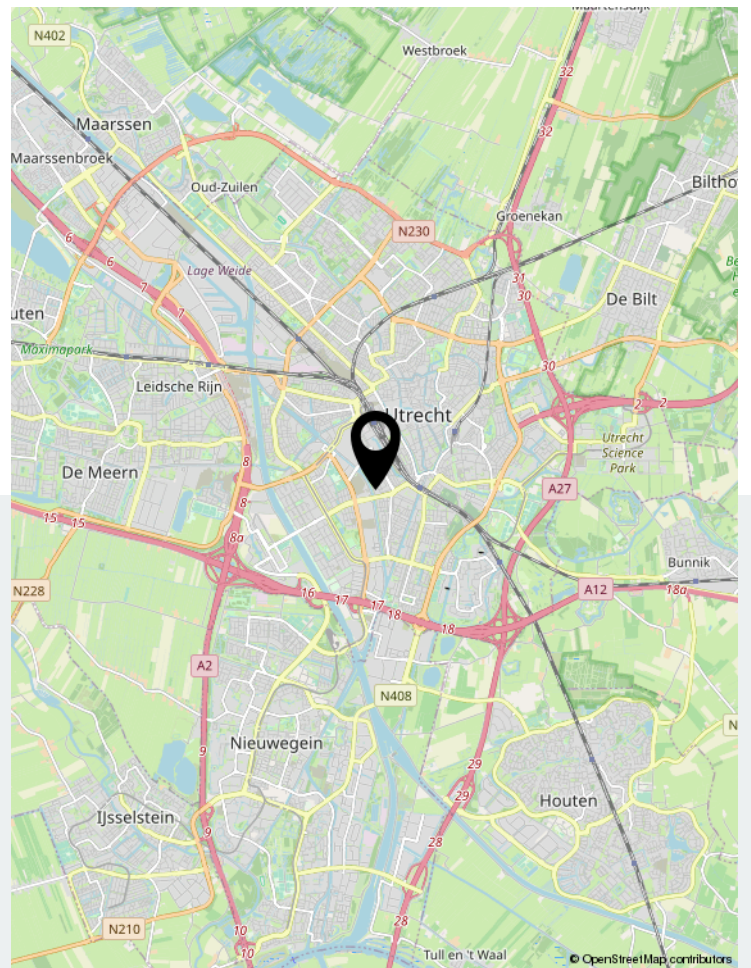 Maartensdijk
N402
Westbroek
32
Maarssen
32
Maarssenbroek
Oud-Zuilen
Biltho
Groenekan
N230
6
6
Lage Weide
31
7
30
De Bilt
7
uten
Maximapark
30
Leidsche Rijn
2
2
Utrecht
Utrecht
Science
Park
8
De Meern
A27
8
15
15
8a
Bunnik
N228
16
17
17
A12
18a
18
18
A2
N408
N
Nieuwegein
9
29
29
Houten
IJsselstein
9
28
28
N210
10
10
Tull en 't Waal
© OpenStreetMap contributors